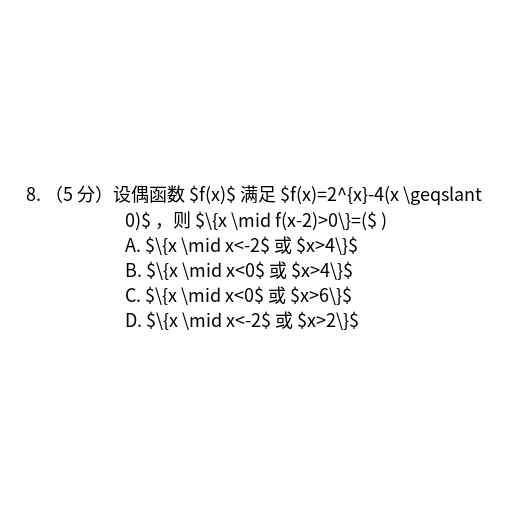 8. （5 分）设偶函数 $f(x)$ 满足 $f(x)=2^{x}-4(x \geqslant
0)$ ，则 $\{x \mid f(x-2)>0\}=($ )
A. $\{x \mid x<-2$ 或 $x>4\}$
B. $\{x \mid x<0$ 或 $x>4\}$
C. $\{x \mid x<0$ 或 $x>6\}$
D. $\{x \mid x<-2$ 或 $x>2\}$